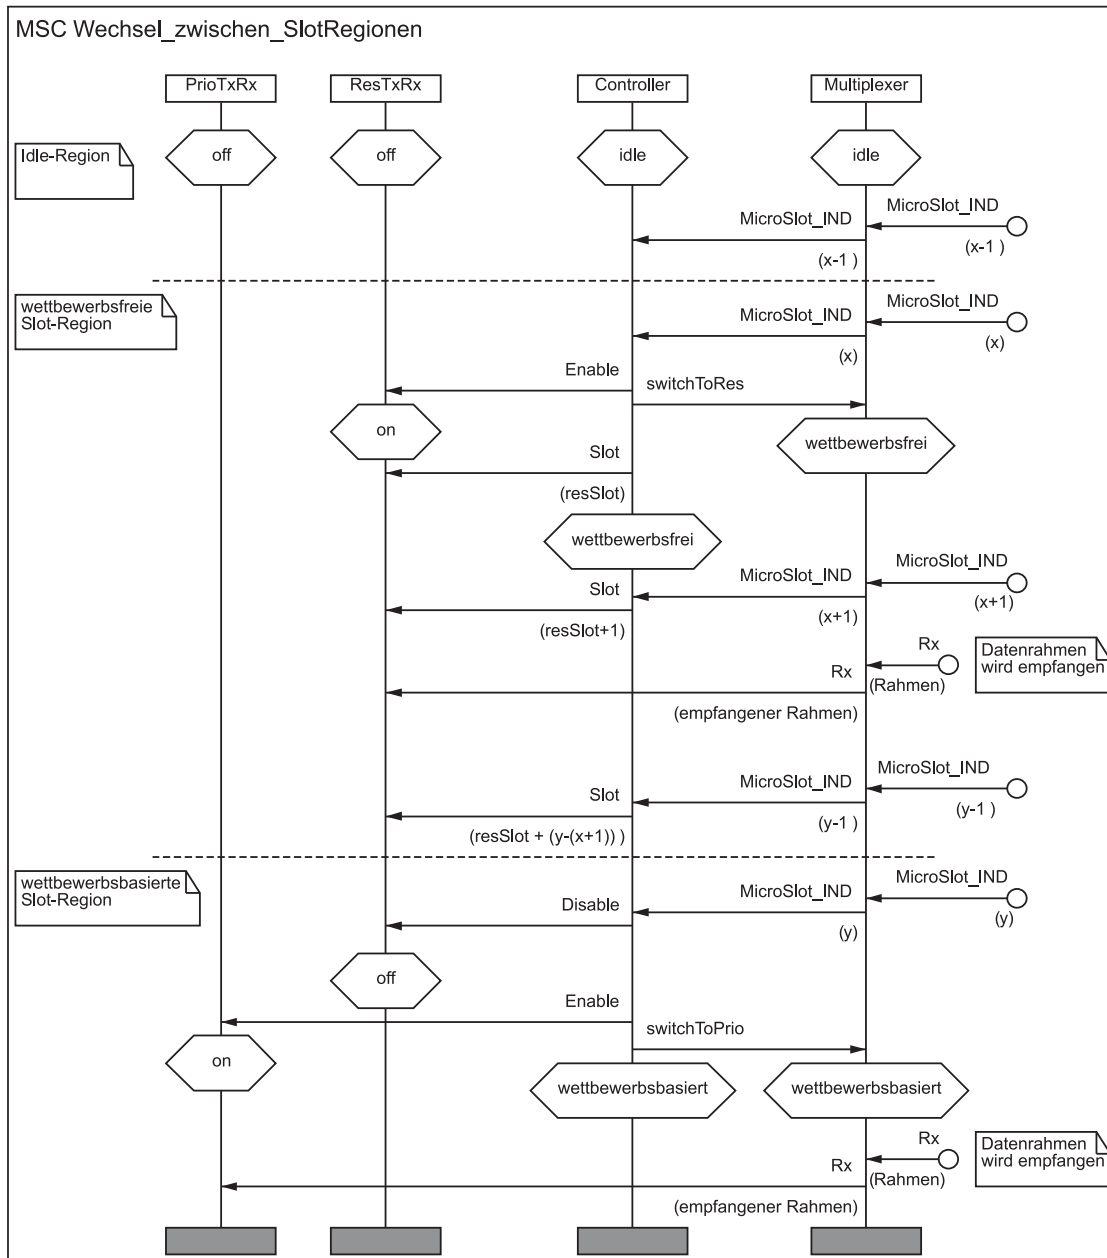 MSC Wechsel_zwischen_SlotRegionen
PrioTxRx
ResTxRx
Controller
Multiplexer
Idle-Region
off
off
idle
idle
MicroSlot_IND
MicroSlot_IND
(x-1 )
(x-1 )
wettbewerbsfreie
Slot-Region
MicroSlot_IND
MicroSlot_IND
(x)
(x)
Enable
switchToRes
on
wettbewerbsfrei
Slot
(resSlot)
wettbewerbsfrei
MicroSlot_IND
MicroSlot_IND
Slot
(x+1)
(x+1)
(resSlot+1)
Rx
Datenrahmen
wird empfangen
Rx
(Rahmen)
(empfangener Rahmen)
MicroSlot_IND
MicroSlot_IND
Slot
(y-1 )
(y-1 )
(resSlot + (y-(x+1)) )
wettbewerbsbasierte
Slot-Region
MicroSlot_IND
MicroSlot_IND
Disable
(y)
(y)
off
Enable
switchToPrio
on
wettbewerbsbasiert
wettbewerbsbasiert
Rx
Datenrahmen
wird empfangen
Rx
(Rahmen)
(empfangener Rahmen)